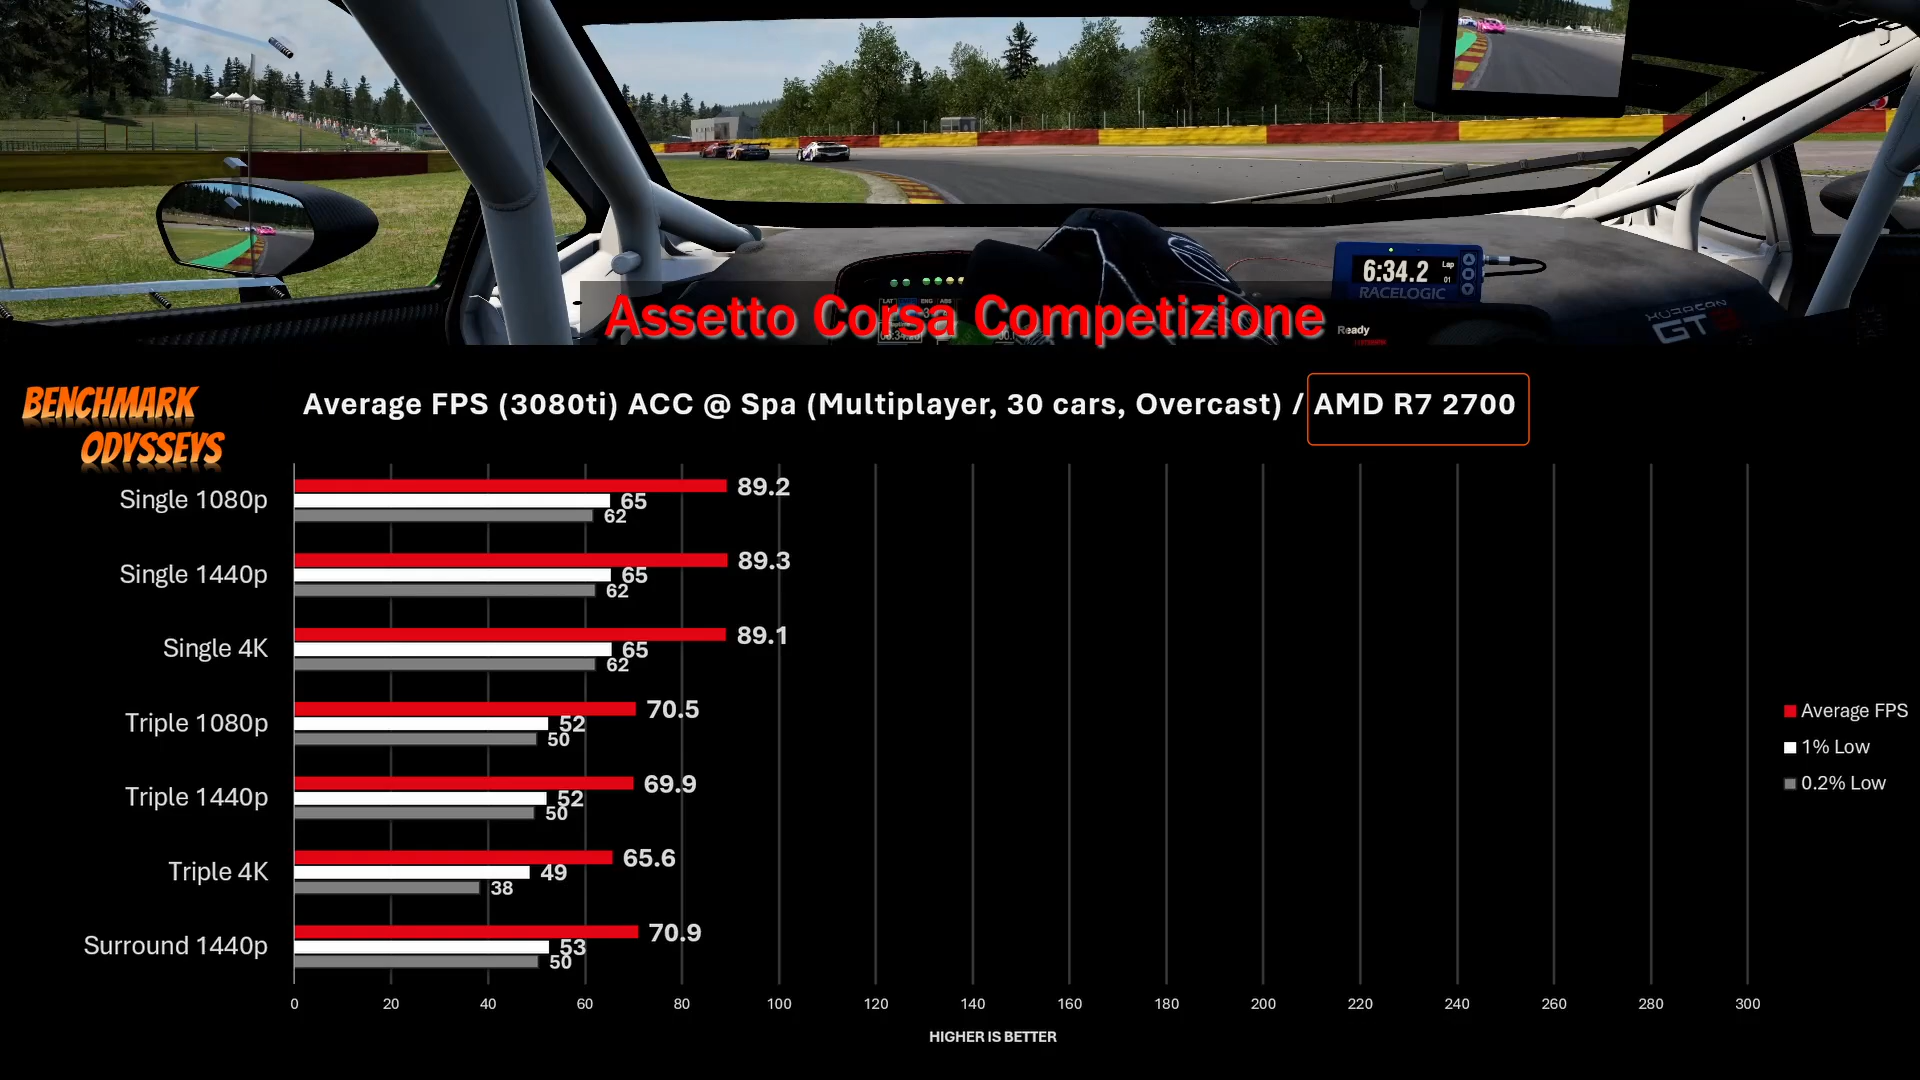 6:34.2
Lap
01
RACELOGIC
Assetto Corsa Competizione
Ready
HURACAN
GT3
BENCHMARK
ODYSSEYS
Average FPS (3080ti) ACC @ Spa (Multiplayer, 30 cars, Overcast) / AMD R7 2700
Single 1080p 89.2
65
62
Single 1440p 89.3
65
62
Single 4K 89.1
65
62
Triple 1080p 70.5
52
50
Triple 1440p 69.9
52
50
Triple 4K 65.6
49
38
Surround 1440p 70.9
53
50
Average FPS
1% Low
0.2% Low
0 20 40 60 80 100 120 140 160 180 200 220 240 260 280 300
HIGHER IS BETTER